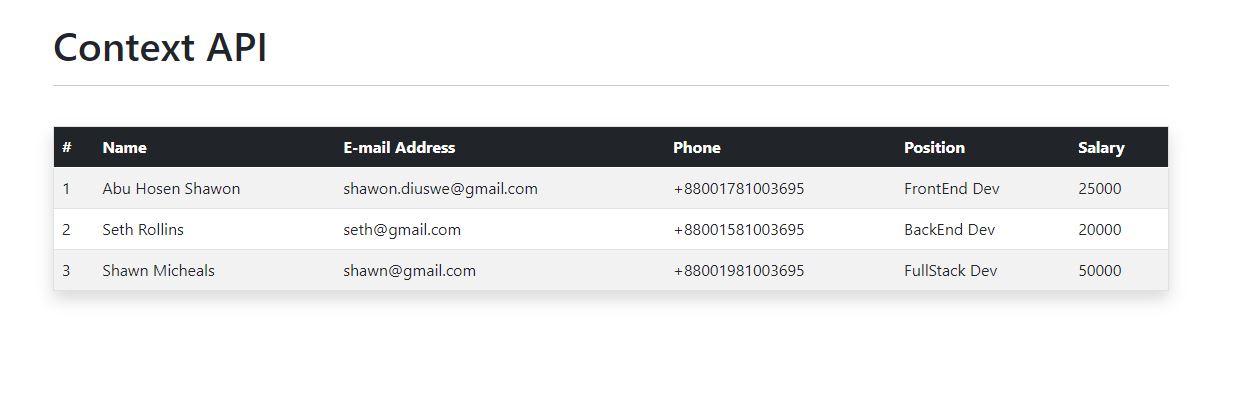 Context API
# Name E-mail Address Phone Position Salary
1 Abu Hosen Shawon shawon.diuswe@gmail.com +88001781003695 FrontEnd Dev 25000
2 Seth Rollins seth@gmail.com +88001581003695 BackEnd Dev 20000
3 Shawn Micheals shawn@gmail.com +88001981003695 FullStack Dev 50000